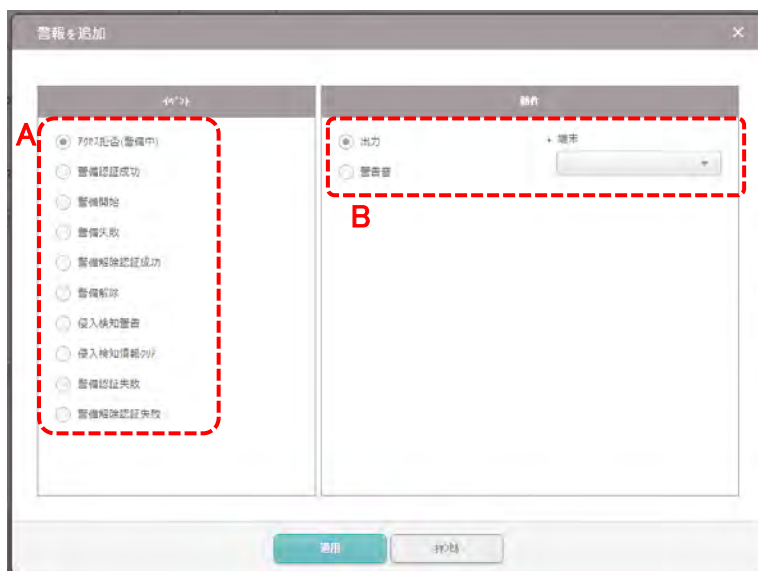 警報を追加
×
ｲﾍﾞﾝﾄ
動作
A
ｱｸｾｽ拒否(警備中)
警備認証成功
警備開始
警備失敗
警備解除認証成功
警備解除
侵入検知警告
侵入検知情報ｸﾘｱ
警備認証失敗
警備解除認証失敗
出力
+ 端末
警告音
B
適用
ｷｬﾝｾﾙ